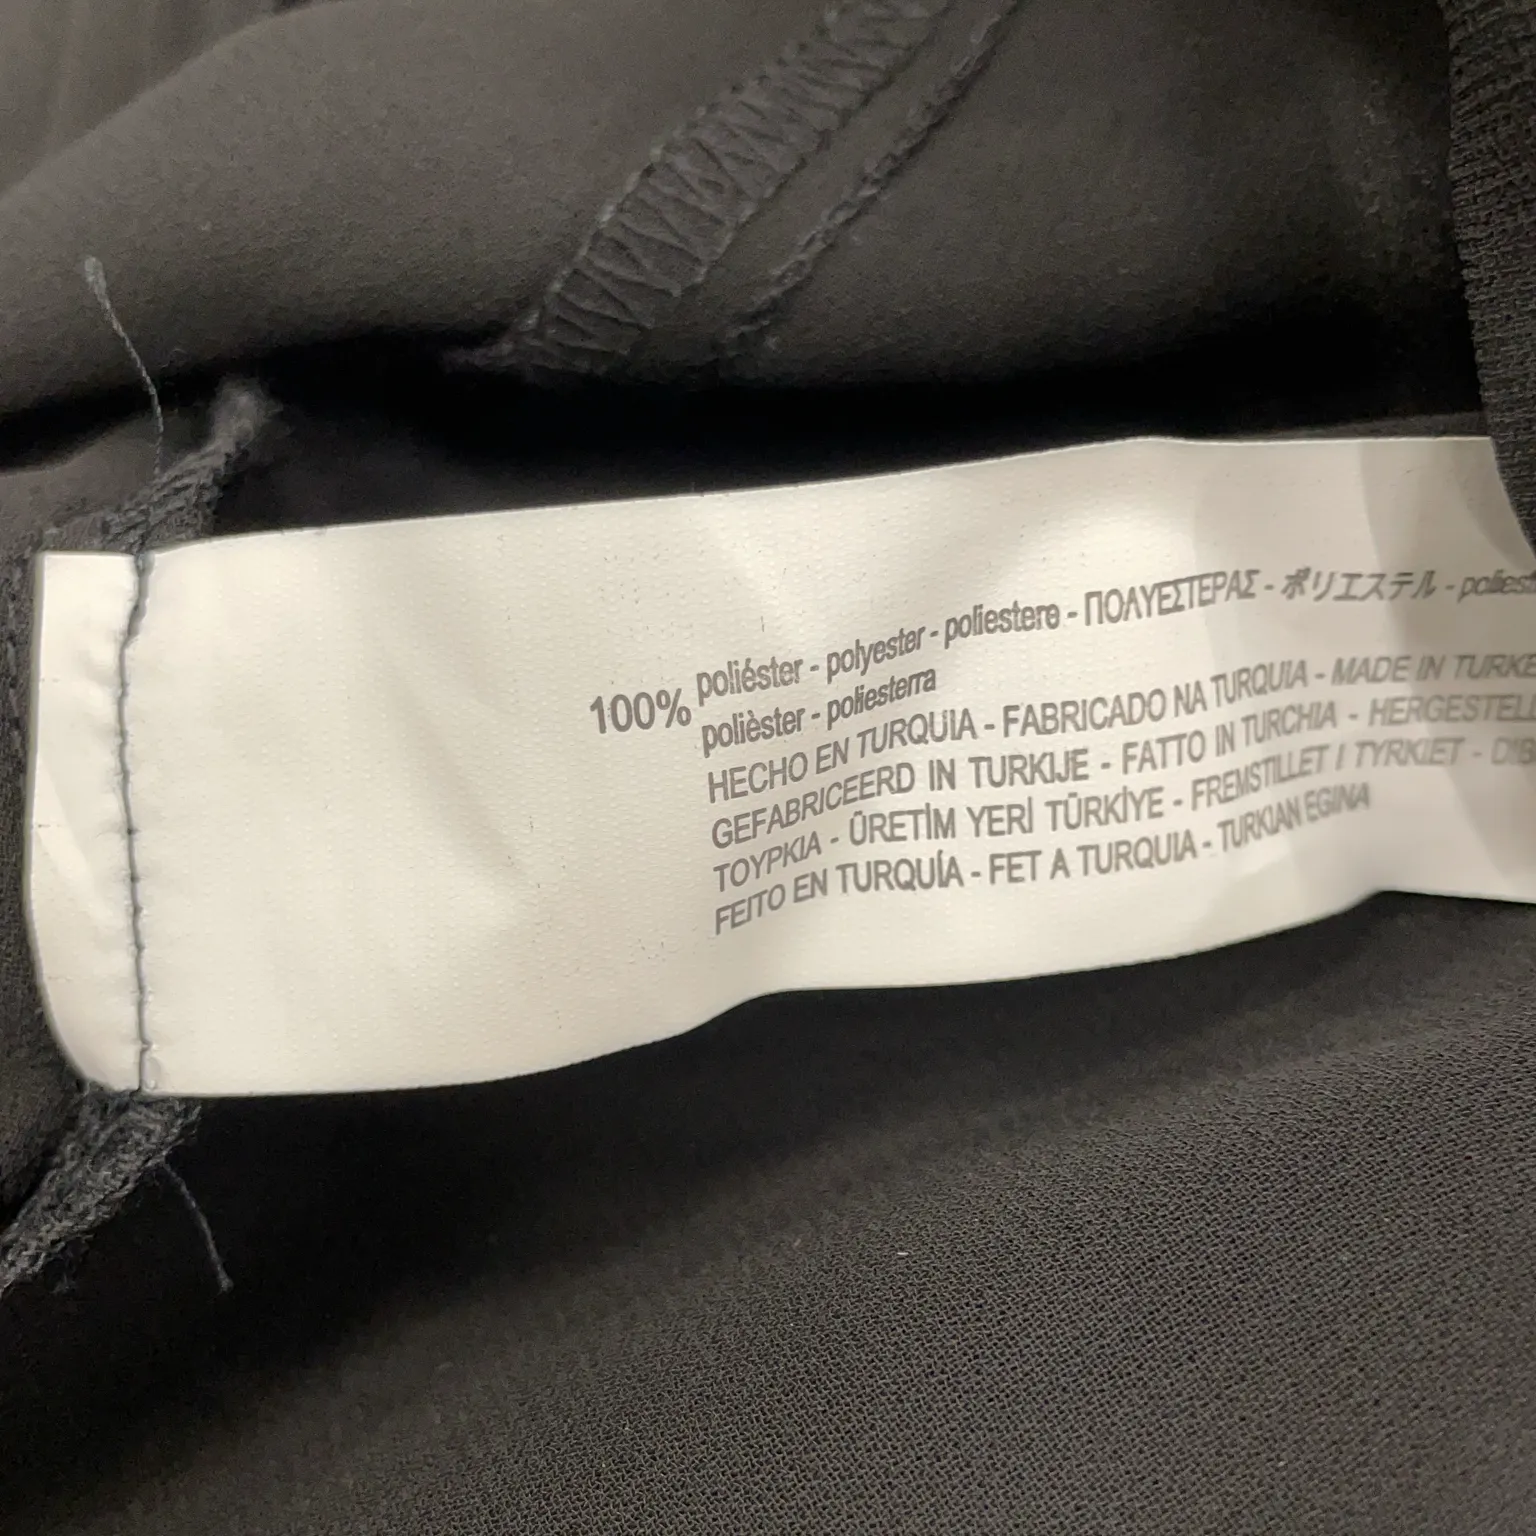 100% poliéster - polyester - poliestere - ΠΟΛΥΕΣΤΕΡΑΣ - ポリエステル
polièster - poliesterra
HECHO EN TURQUIA - FABRICADO NA TURQUIA - MADE IN
GEFABRICEERD IN TURKIJE - FATTO IN TURCHIA -
ΤΟΥΡΚΙΑ - ÜRETİM YERİ TÜRKİYE - FREMSTILLET I TYRKIET -
FEITO EN TURQUÍA - FET A TURQUIA - TURKIAN EGINA